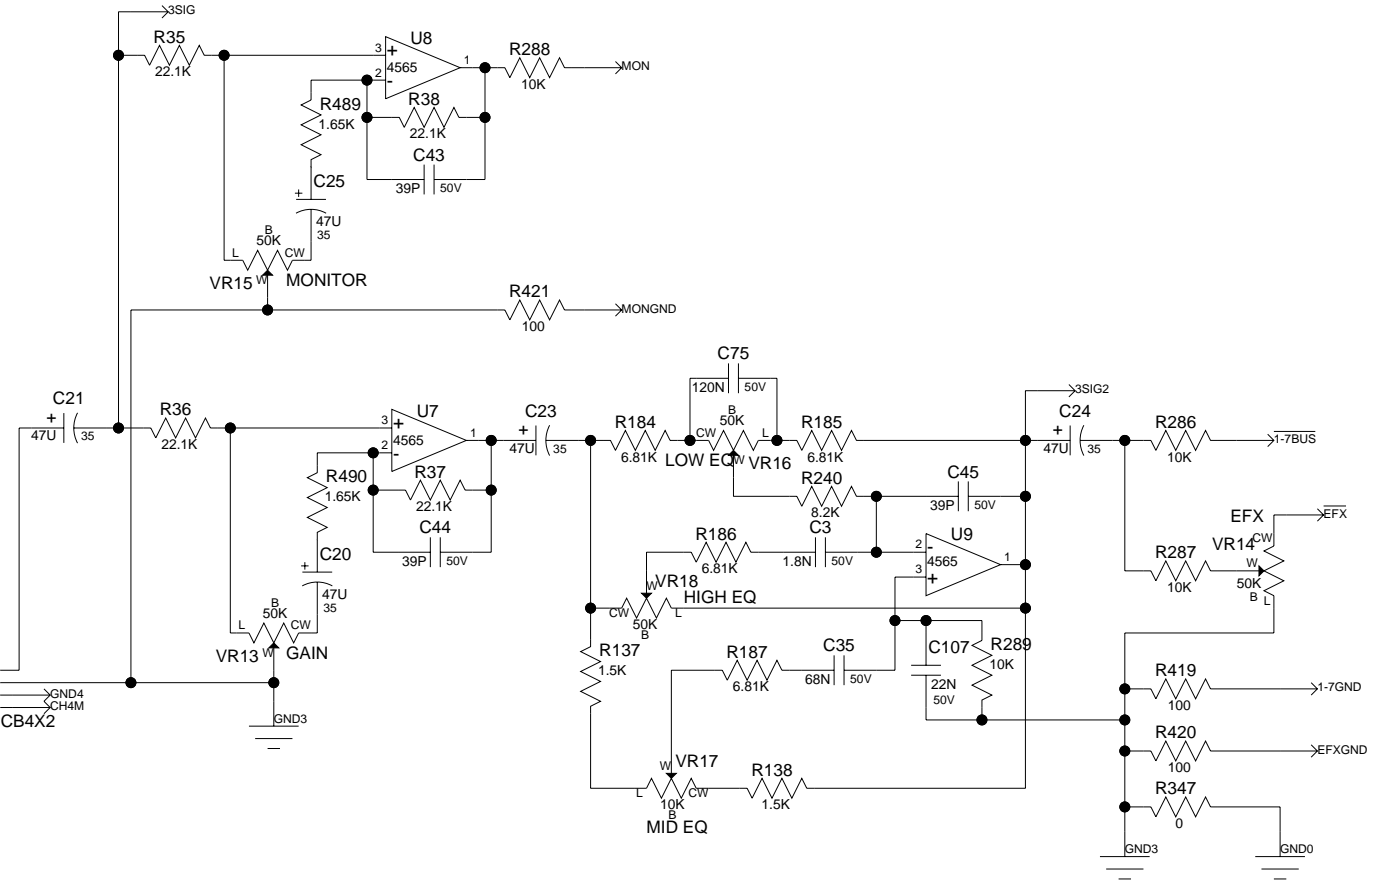 3SIG
R35
22.1K
3
+
U8
4565
2
-
1
R288
10K
MON
R489
1.65K
R38
22.1K
C43
39P
50V
C25
+
47U
35
B
50K
L
CW
W
VR15
MONITOR
R421
100
MONGND
C21
+
47U
35
R36
22.1K
3
+
U7
4565
2
-
1
C23
+
47U
35
R490
1.65K
R37
22.1K
C44
39P
50V
C20
+
47U
35
B
50K
L
CW
W
VR13
GAIN
GND4
CH4M
CB4X2
GND3
C75
120N
50V
B
50K
R184
6.81K
CW
L
LOW EQ
W
VR16
R185
6.81K
R240
8.2K
C45
39P
50V
3SIG2
C24
+
47U
35
R286
10K
1-7BUS
R186
6.81K
C3
1.8N
50V
U9
2
-
4565
3
+
1
W
VR18
HIGH EQ
CW
50K
B
L
EFX
EFX
VR14
CW
W
50K
B
L
R287
10K
R137
1.5K
R187
6.81K
C35
68N
50V
C107
22N
50V
R289
10K
W
VR17
L
10K
CW
B
MID EQ
R138
1.5K
R419
100
1-7GND
R420
100
EFXGND
R347
0
GND3
GND0